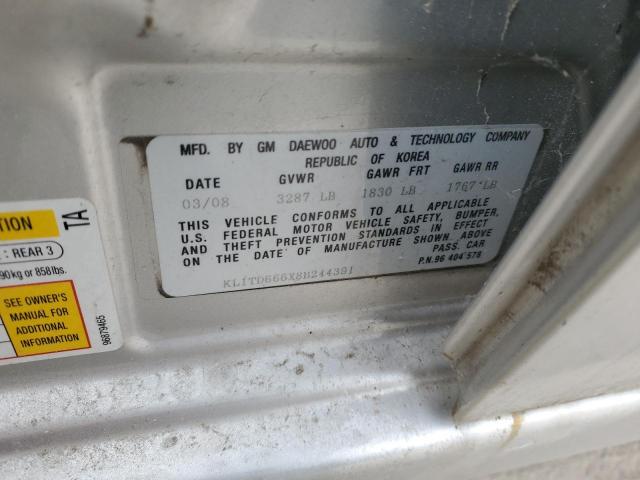 MFD. BY GM DAEWOO AUTO & TECHNOLOGY COMPANY
REPUBLIC OF KOREA
DATE GVWR GAWR FRT GAWR RR
03/08 3287 LB 1830 LB 1767 LB
THIS VEHICLE CONFORMS TO ALL APPLICABLE
U.S. FEDERAL MOTOR VEHICLE SAFETY, BUMPER,
AND THEFT PREVENTION STANDARDS IN EFFECT
ON THE DATE OF MANUFACTURE SHOWN ABOVE
PASS. CAR
P.N. 96 404 578
KL1TD666X8B244391
TION
TA
: REAR 3
90 kg or 858 lbs.
SEE OWNER'S
MANUAL FOR
ADDITIONAL
INFORMATION
96879465